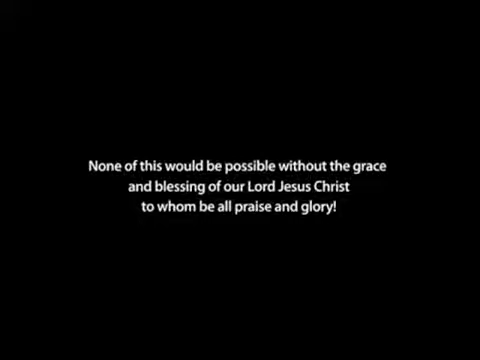 None of this would be possible without the grace
and blessing of our Lord Jesus Christ
to whom be all praise and glory!